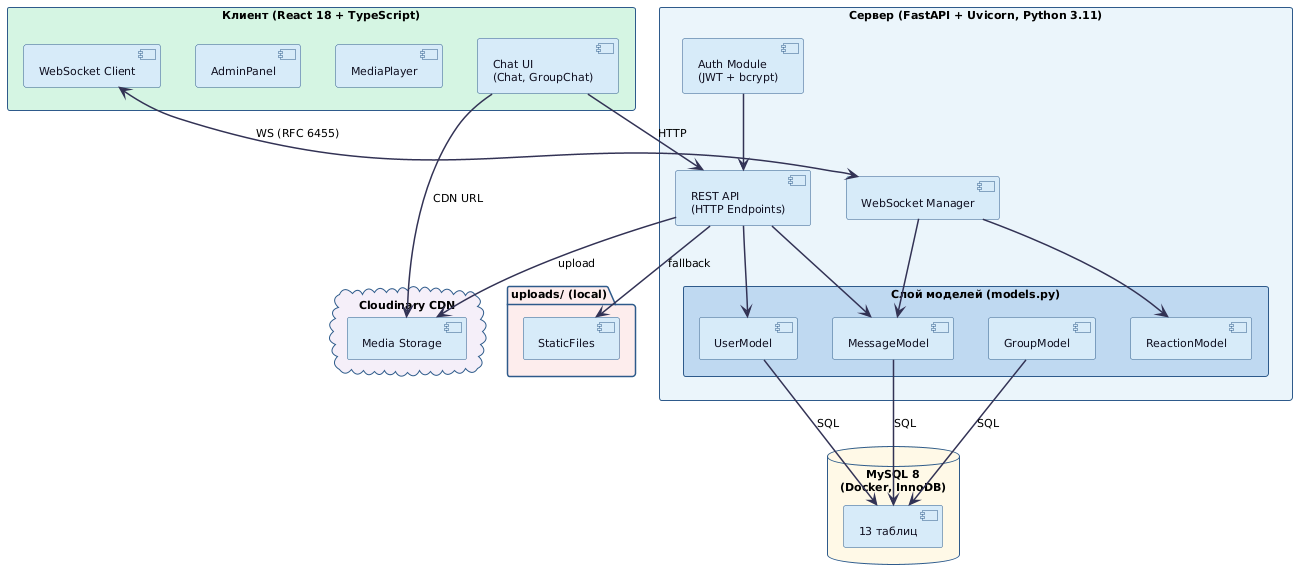 Клиент (React 18 + TypeScript)
WebSocket Client
AdminPanel
MediaPlayer
Chat UI
(Chat, GroupChat)
Сервер (FastAPI + Uvicorn, Python 3.11)
Auth Module
(JWT + bcrypt)
WS (RFC 6455)
HTTP
CDN URL
REST API
(HTTP Endpoints)
WebSocket Manager
upload
fallback
Cloudinary CDN
Media Storage
uploads/ (local)
StaticFiles
Слой моделей (models.py)
UserModel
MessageModel
GroupModel
ReactionModel
SQL
SQL
SQL
MySQL 8
(Docker, InnoDB)
13 таблиц